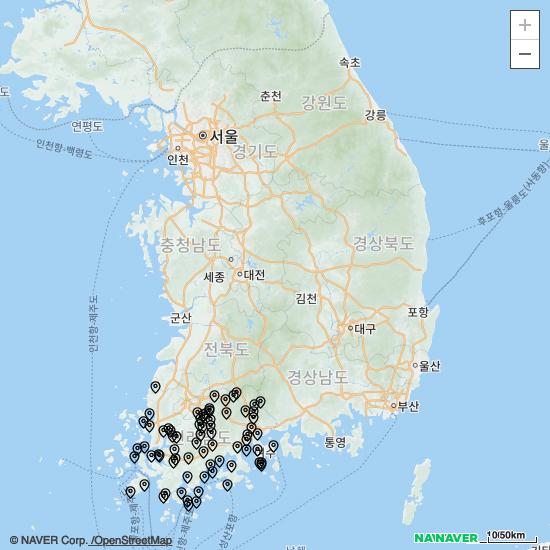 +
−
속초
춘천
강원도
강릉
도
연평도
서울
인천
경기도
울
인천항-백령도
후포항-울릉도(사동항)
충청남도
경상북도
세종
대전
인천항-제주도
김천
군산
포항
대구
전북도
울산
경상남도
부산
통영
© NAVER Corp. /OpenStreetMap
NAVER
10/50km